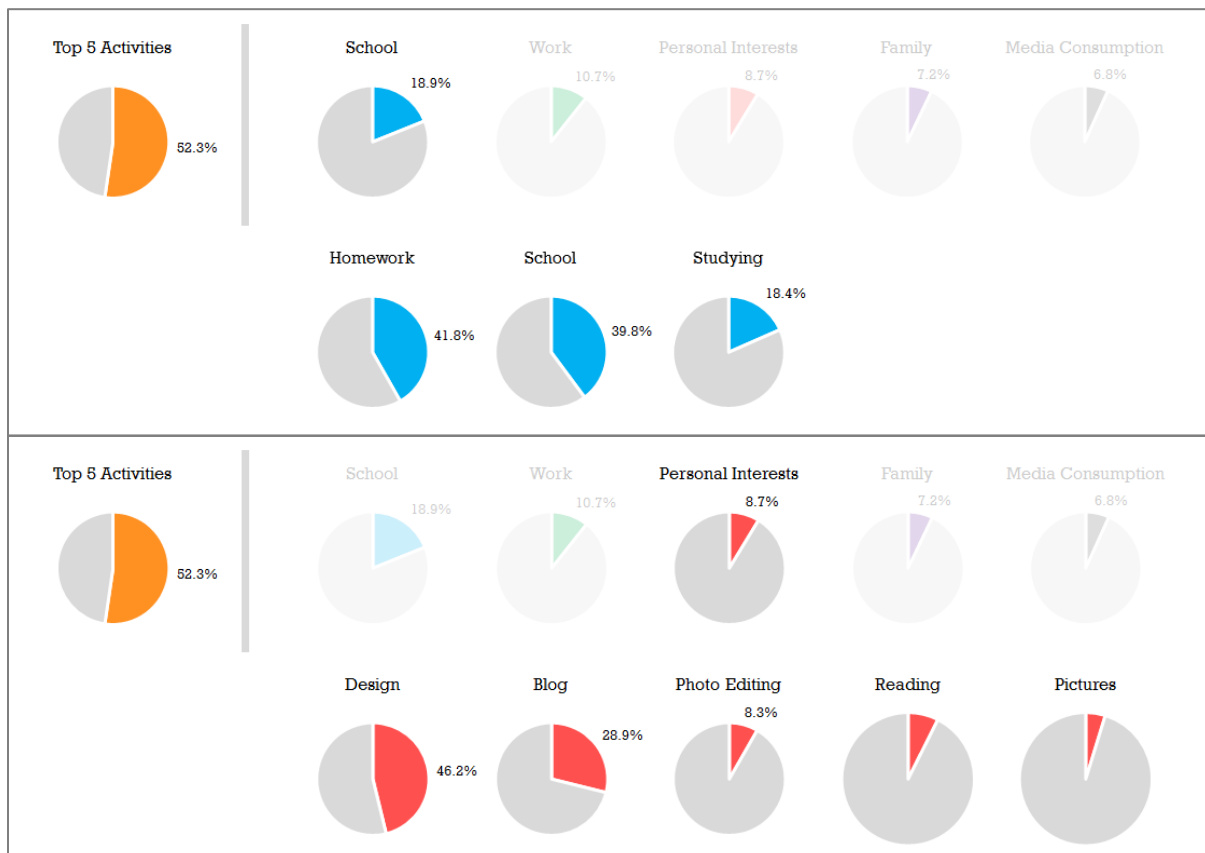 Top 5 Activities
School
Work
Personal Interests
Family
Media Consumption
52.3%
18.9%
10.7%
8.7%
7.2%
6.8%
Homework
School
Studying
41.8%
39.8%
18.4%
Top 5 Activities
School
Work
Personal Interests
Family
Media Consumption
52.3%
18.9%
10.7%
8.7%
7.2%
6.8%
Design
Blog
Photo Editing
Reading
Pictures
46.2%
28.9%
8.3%